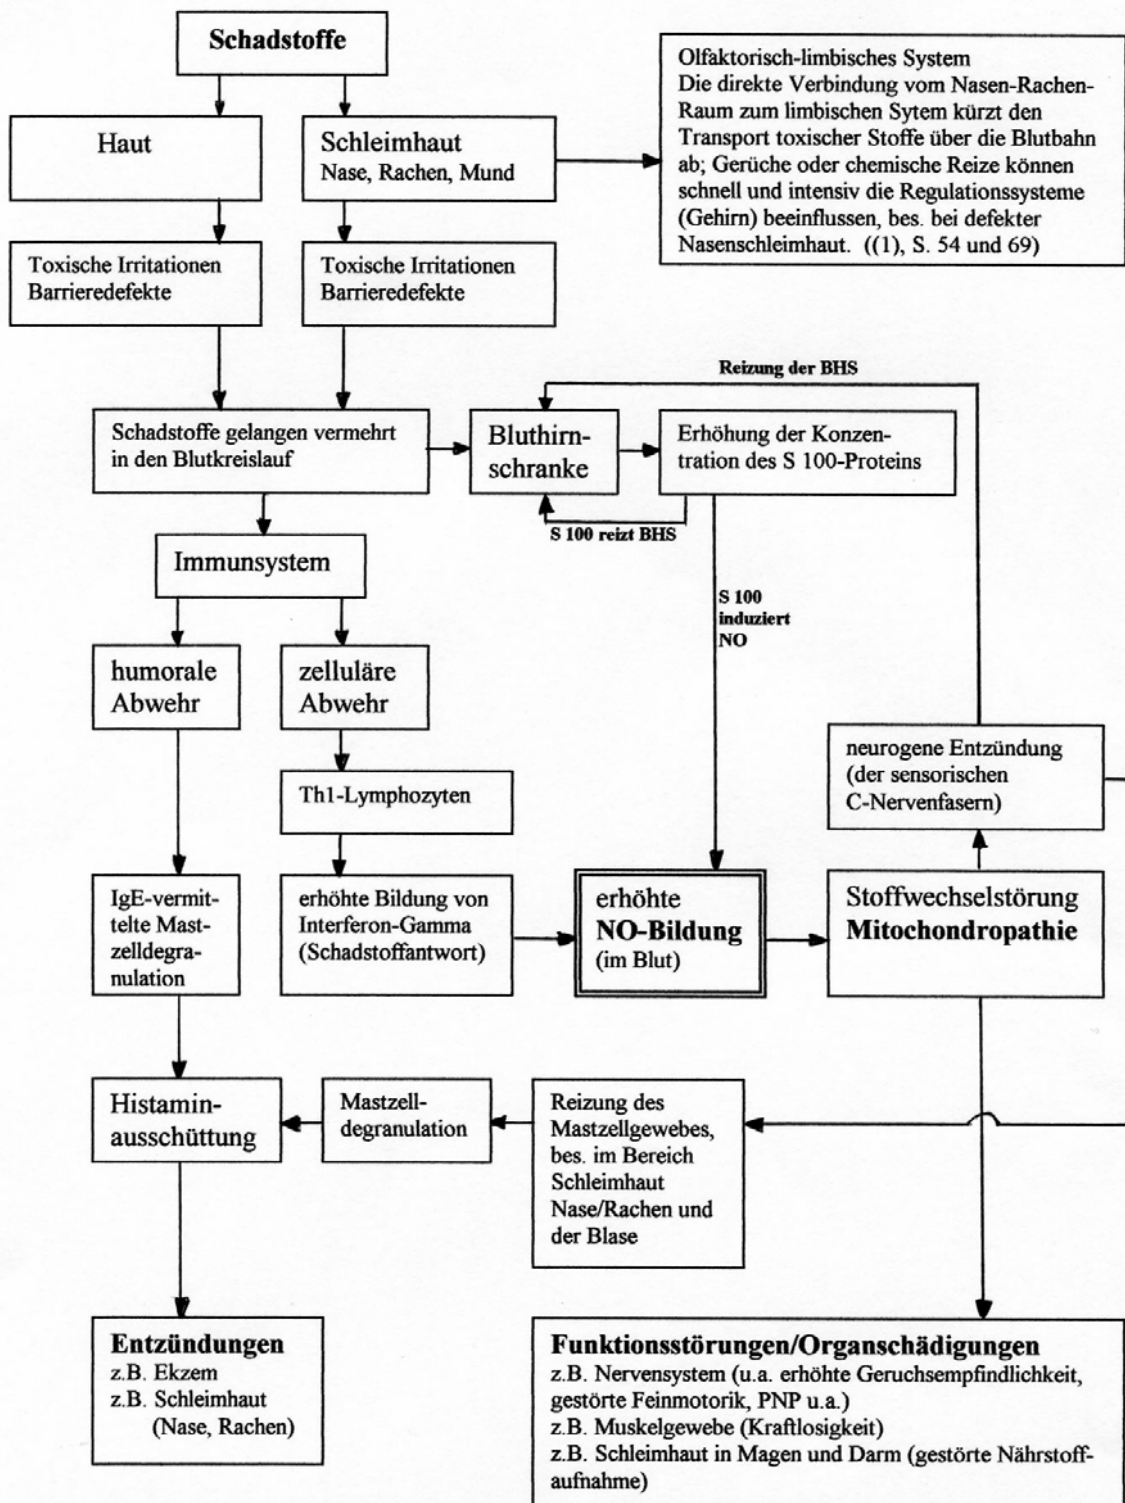 Schadstoffe
Olfaktorisch-limbisches System
Die direkte Verbindung vom Nasen-Rachen-
Raum zum limbischen Sytem kürzt den
Transport toxischer Stoffe über die Blutbahn
ab; Gerüche oder chemische Reize können
schnell und intensiv die Regulationssysteme
(Gehirn) beeinflussen, bes. bei defekter
Nasenschleimhaut. ((1), S. 54 und 69)
Haut
Schleimhaut
Nase, Rachen, Mund
Toxische Irritationen
Barrieredefekte
Toxische Irritationen
Barrieredefekte
Reizung der BHS
Schadstoffe gelangen vermehrt
in den Blutkreislauf
Bluthirn-
schranke
Erhöhung der Konzen-
tration des S 100-Proteins
S 100 reizt BHS
Immunsystem
S 100
induziert
NO
humorale
Abwehr
zelluläre
Abwehr
neurogene Entzündung
(der sensorischen
C-Nervenfasern)
Th1-Lymphozyten
IgE-vermit-
telte Mast-
zelldegra-
nulation
erhöhte Bildung von
Interferon-Gamma
(Schadstoffantwort)
erhöhte
NO-Bildung
(im Blut)
Stoffwechselstörung
Mitochondropathie
Histamin-
ausschüttung
Mastzell-
degranulation
Reizung des
Mastzellgewebes,
bes. im Bereich
Schleimhaut
Nase/Rachen und
der Blase
Entzündungen
z.B. Ekzem
z.B. Schleimhaut
(Nase, Rachen)
Funktionsstörungen/Organschädigungen
z.B. Nervensystem (u.a. erhöhte Geruchsempfindlichkeit,
gestörte Feinmotorik, PNP u.a.)
z.B. Muskelgewebe (Kraftlosigkeit)
z.B. Schleimhaut in Magen und Darm (gestörte Nährstoff-
aufnahme)